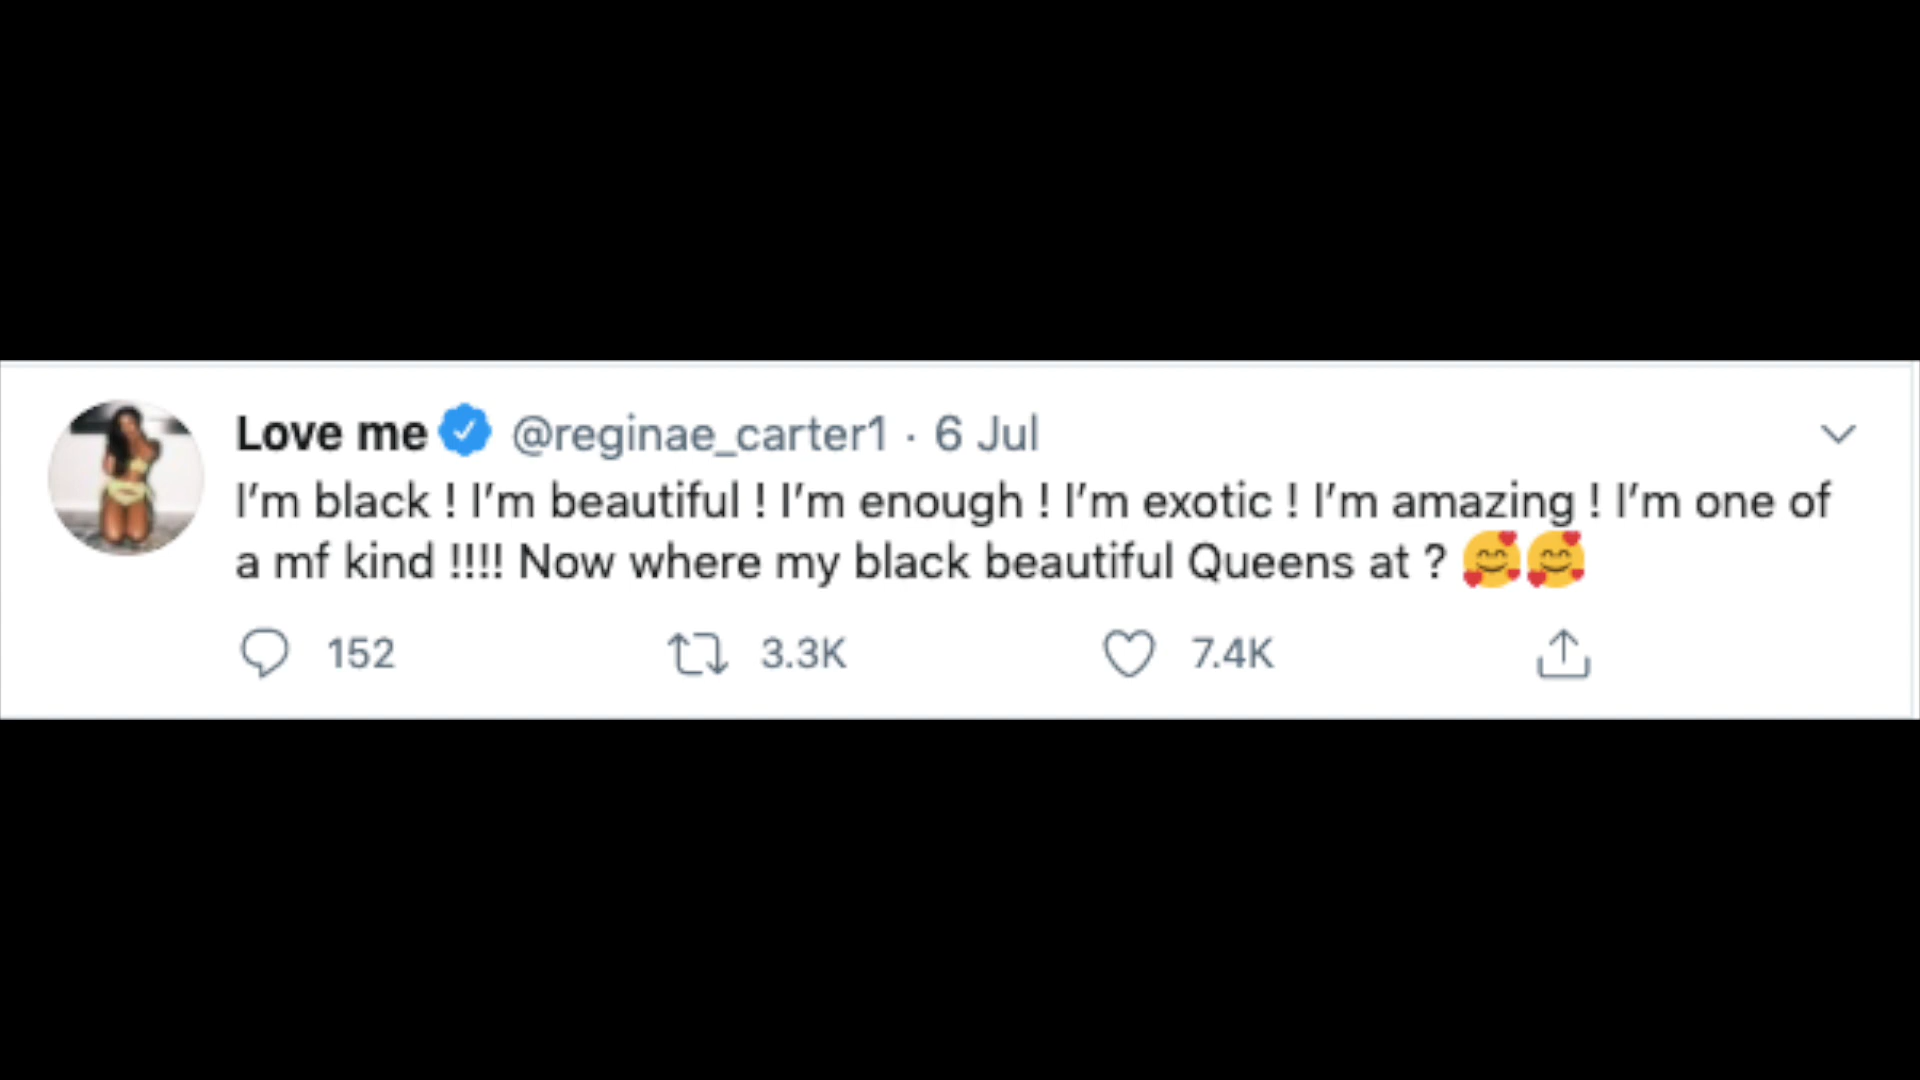 Love me @reginae_carter1 · 6 Jul
I’m black ! I’m beautiful ! I’m enough ! I’m exotic ! I’m amazing ! I’m one of
a mf kind !!!! Now where my black beautiful Queens at ? 🥰🥰
152 3.3K 7.4K